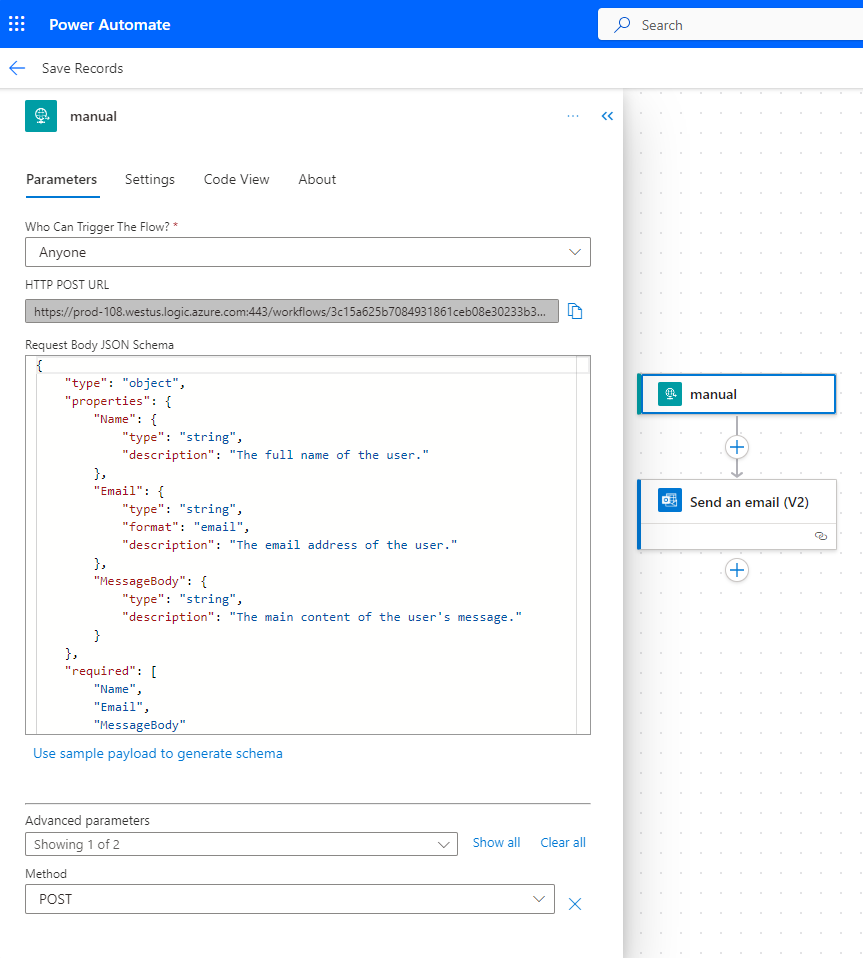 Power Automate
Search
Save Records
manual
Parameters Settings Code View About
Who Can Trigger The Flow? *
Anyone
HTTP POST URL
https://prod-108.westus.logic.azure.com:443/workflows/3c15a625b7084931861ceb08e30233b3...
Request Body JSON Schema
{
"type": "object",
"properties": {
"Name": {
"type": "string",
"description": "The full name of the user."
},
"Email": {
"type": "string",
"format": "email",
"description": "The email address of the user."
},
"MessageBody": {
"type": "string",
"description": "The main content of the user's message."
}
},
"required": [
"Name",
"Email",
"MessageBody"
Use sample payload to generate schema
Advanced parameters
Showing 1 of 2
Show all Clear all
Method
POST
manual
Send an email (V2)